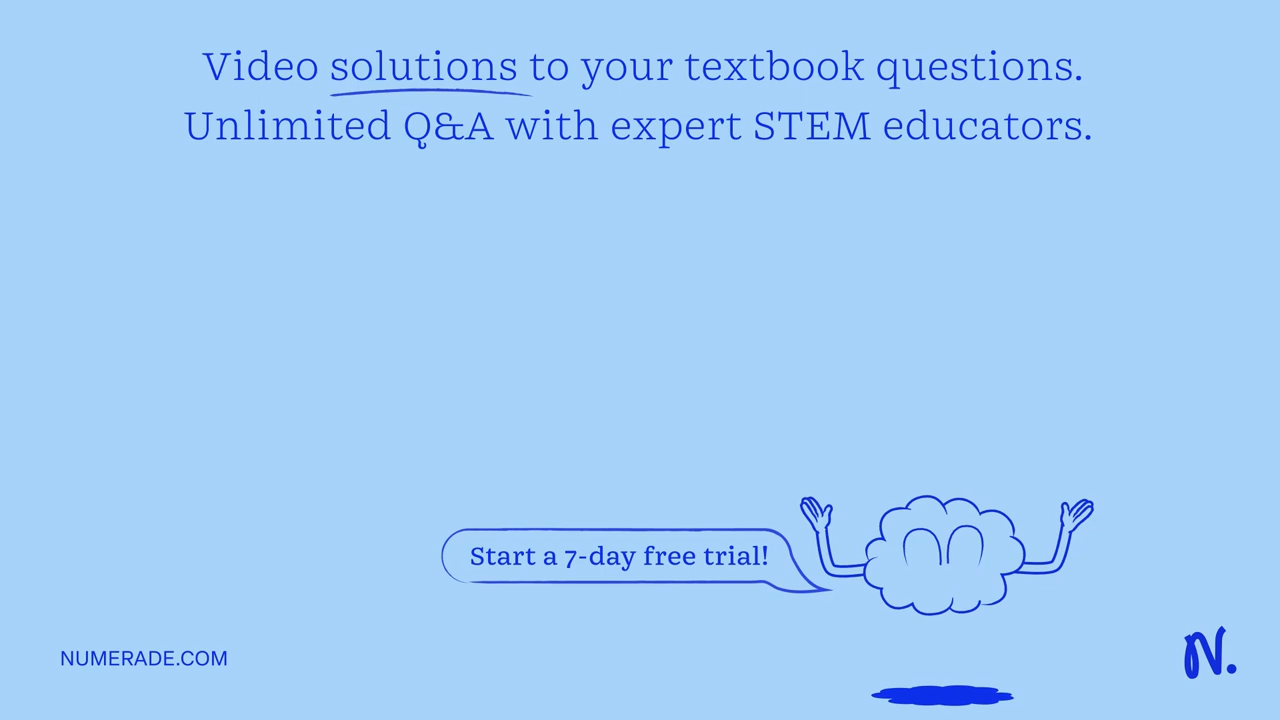 Video solutions to your textbook questions.
Unlimited Q&A with expert STEM educators.
Start a 7-day free trial!
NUMERADE.COM
N.